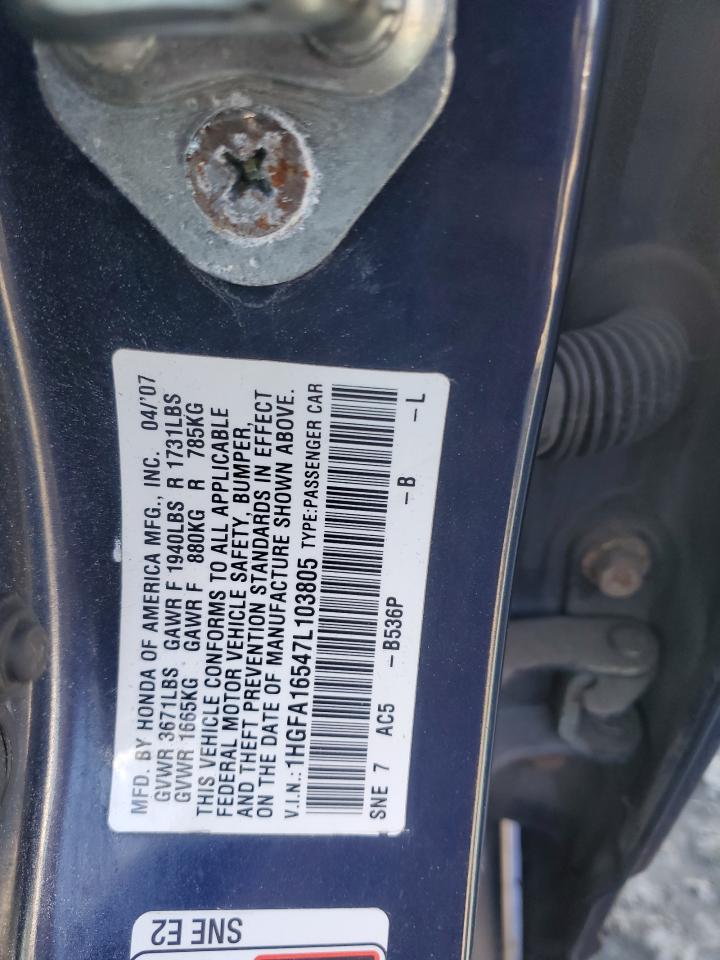 MFD. BY HONDA OF AMERICA MFG., INC. 04/'07
GVWR 3671LBS GAWR F 1940LBS R 1731LBS
GVWR 1665KG GAWR F 880KG R 785KG
THIS VEHICLE CONFORMS TO ALL APPLICABLE
FEDERAL MOTOR VEHICLE SAFETY, BUMPER,
AND THEFT PREVENTION STANDARDS IN EFFECT
ON THE DATE OF MANUFACTURE SHOWN ABOVE.
V.I.N.:1HGFA16547L103805 TYPE:PASSENGER CAR
SNE 7 AC5 –B536P –B –L
SNE E2